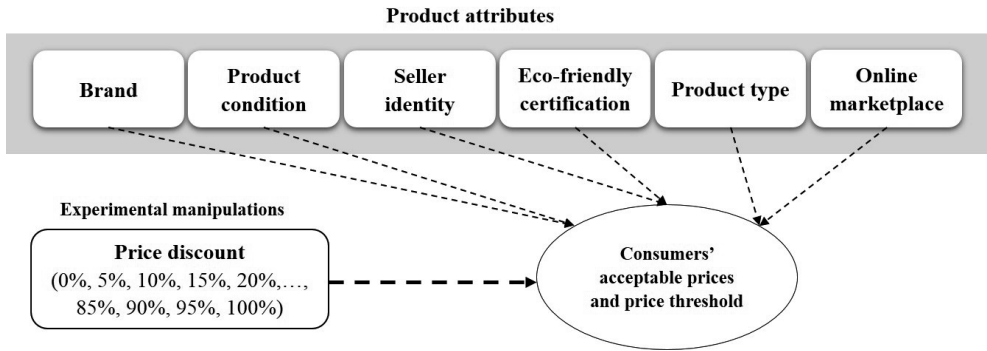 Product attributes
Brand
Product
condition
Seller
identity
Eco-friendly
certification
Product type
Online
marketplace
Experimental manipulations
Price discount
(0%, 5%, 10%, 15%, 20%,…,
85%, 90%, 95%, 100%)
Consumers’
acceptable prices
and price threshold